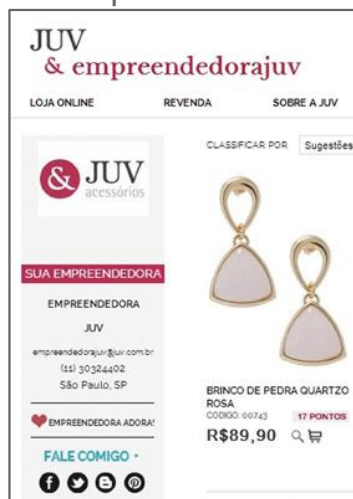 JUV
& empreendedorajuv
LOJA ONLINE
REVENDA
SOBRE A JUV
CLASSIFICAR POR
Sugestões
& JUV
acessórios
SUA EMPREENDEDORA
EMPREENDEDORA
JUV
empreendedorajuv@juv.com.br
(11) 30324402
São Paulo, SP
EMPREENDEDORA ADORA!
FALE COMIGO
BRINCO DE PEDRA QUARTZO
ROSA
CODIGO: 00743
17 PONTOS
R$89,90